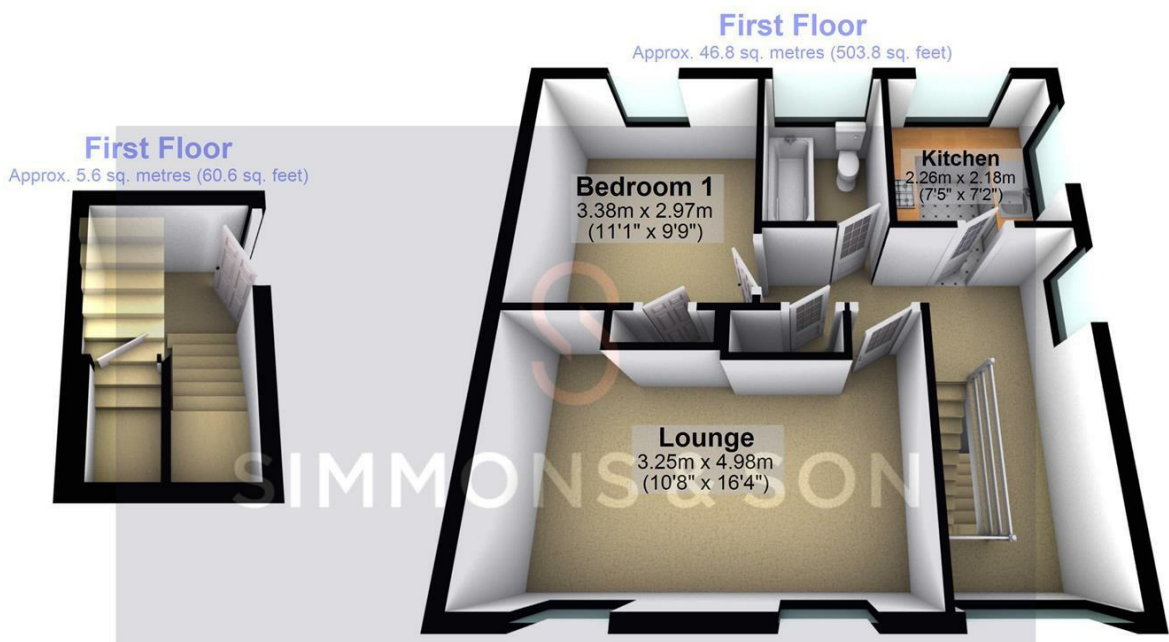 First Floor
Approx. 46.8 sq. metres (503.8 sq. feet)
First Floor
Approx. 5.6 sq. metres (60.6 sq. feet)
Kitchen
2.26m x 2.18m
(7'5" x 7'2")
Bedroom 1
3.38m x 2.97m
(11'1" x 9'9")
Lounge
3.25m x 4.98m
(10'8" x 16'4")
SIMMONS & SON